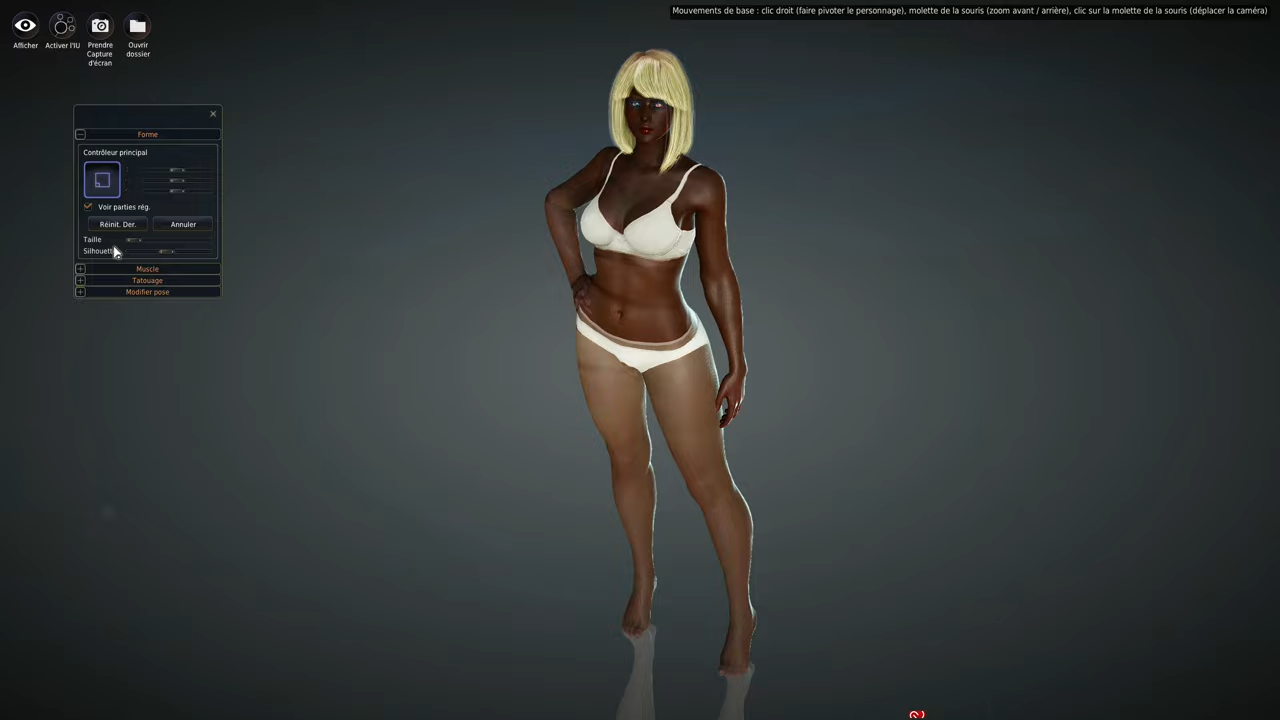 Mouvements de base : clic droit (faire pivoter le personnage), molette de la souris (zoom avant / arrière), clic sur la molette de la souris (déplacer la caméra)
Afficher
Activer l'IU
Prendre
Capture
d'écran
Ouvrir
dossier
Forme
Contrôleur principal
Voir parties rég.
Réinit. Der.
Annuler
Taille
Silhouett
Muscle
Tatouage
Modifier pose